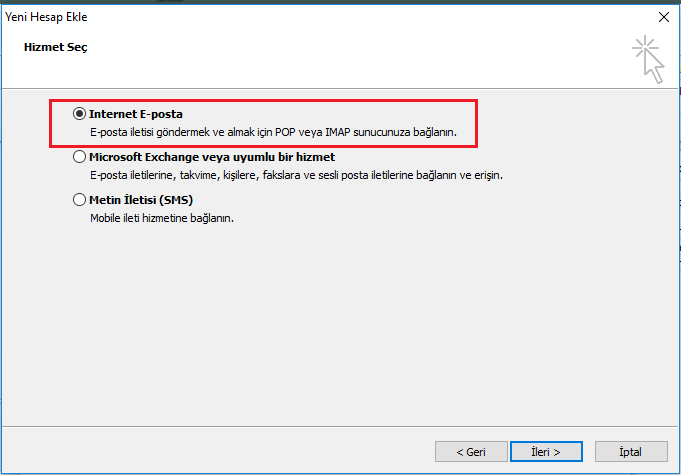 Yeni Hesap Ekle
Hizmet Seç
Internet E-posta
E-posta iletisi göndermek ve almak için POP veya IMAP sunucunuza bağlanın.
Microsoft Exchange veya uyumlu bir hizmet
E-posta iletilerine, takvime, kişilere, fakslara ve sesli posta iletilerine bağlanın ve erişin.
Metin İletisi (SMS)
Mobile ileti hizmetine bağlanın.
< Geri
İleri >
İptal